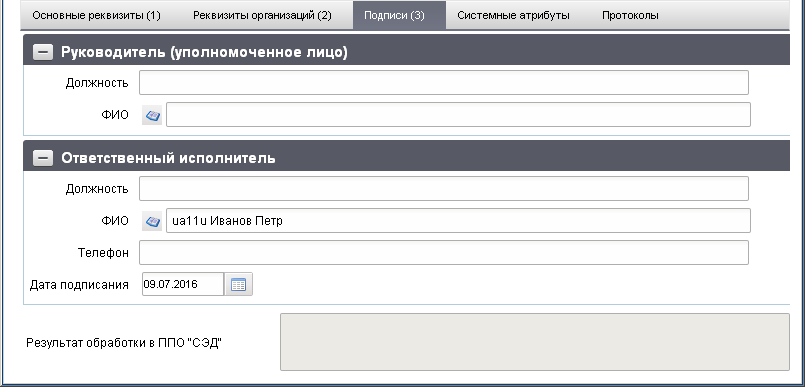 Основные реквизиты (1) Реквизиты организаций (2) Подписи (3) Системные атрибуты Протоколы
Руководитель (уполномоченное лицо)
Должность
ФИО
Ответственный исполнитель
Должность
ФИО ua11u Иванов Петр
Телефон
Дата подписания 09.07.2016
Результат обработки в ППО "СЭД"